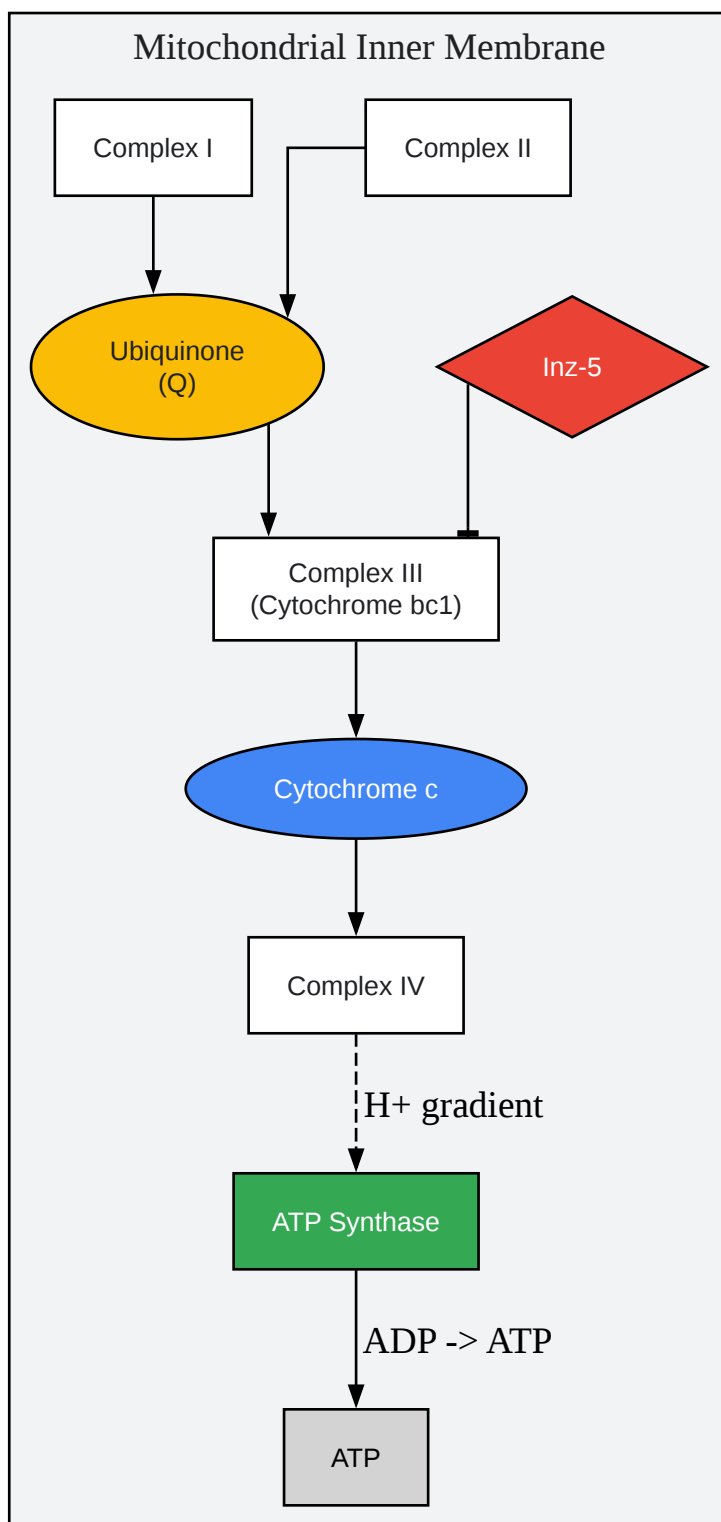 Mitochondrial Inner Membrane
Complex I
Complex II
Ubiquinone
(Q)
Inz-5
Complex III
(Cytochrome bc1)
Cytochrome c
Complex IV
H+ gradient
ATP Synthase
ADP -> ATP
ATP